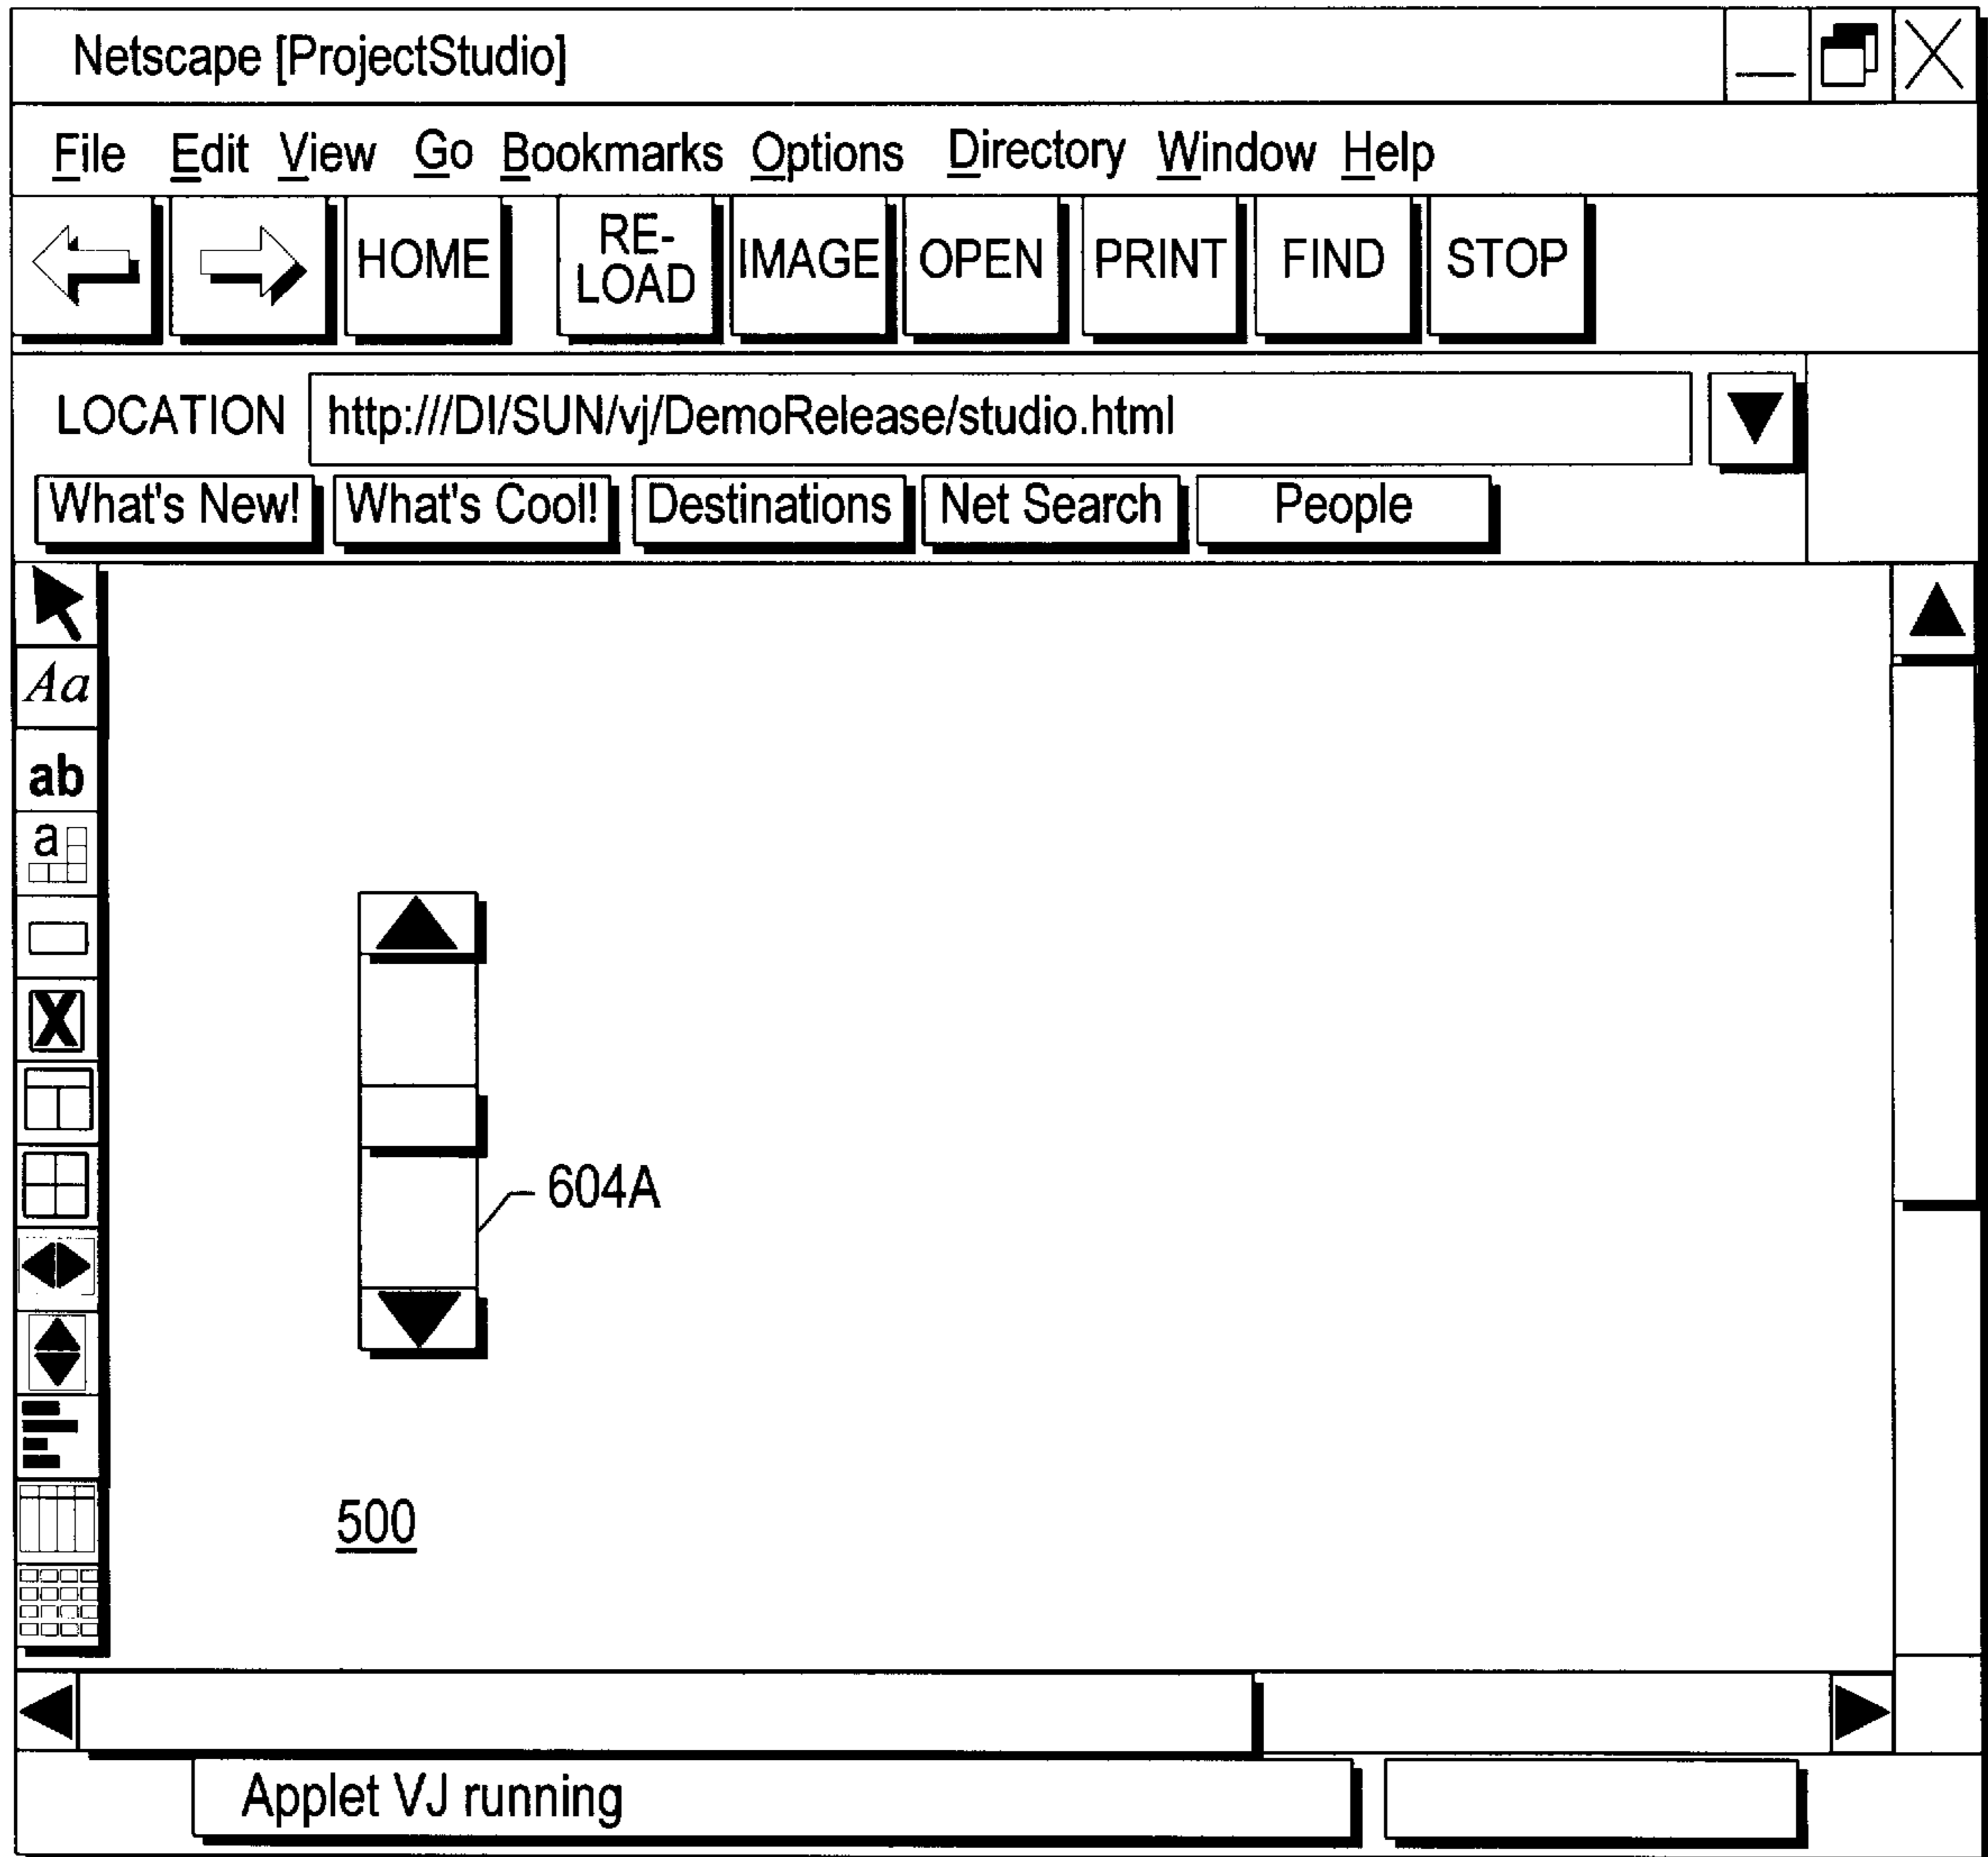 Netscape [ProjectStudio]
File Edit View Go Bookmarks Options Directory Window Help
HOME RE-LOAD IMAGE OPEN PRINT FIND STOP
LOCATION http:///DI/SUN/vj/DemoRelease/studio.html
What's New! What's Cool! Destinations Net Search People
Aa
ab
a
X
604A
500
Applet VJ running